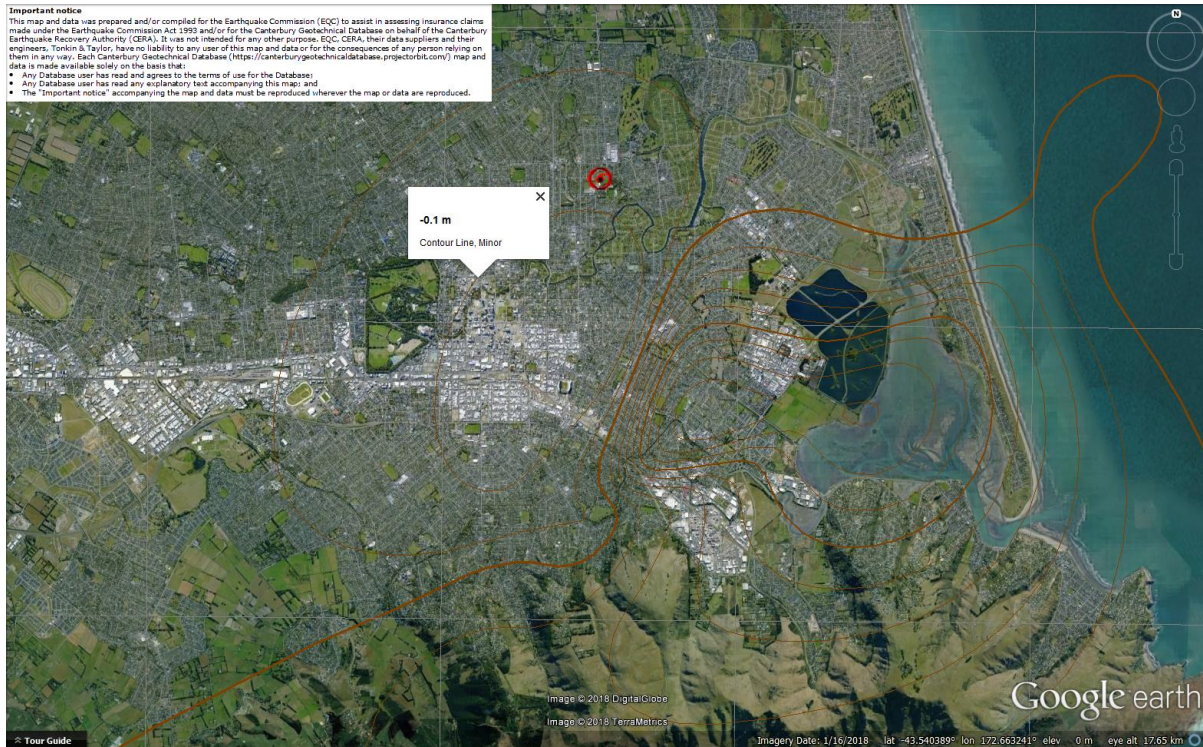 Important notice
This map and data was prepared and/or compiled for the Earthquake Commission (EQC) to assist in assessing insurance claims
made under the Earthquake Commission Act 1993 and/or for the Canterbury Geotechnical Database on behalf of the Canterbury
Earthquake Recovery Authority (CERA). It was not intended for any other purpose. EQC, CERA, their data suppliers and their
engineers, Tonkin & Taylor, have no liability to any user of this map and data or for the consequences of any person relying on
them in any way. Each Canterbury Geotechnical Database (https://canterburygeotechnicaldatabase.projectorbit.com/) map and
data is made available solely on the basis that:
• Any Database user has read and agrees to the terms of use for the Database;
• Any Database user has read any explanatory text accompanying this map; and
• The "Important notice" accompanying the map and data must be reproduced wherever the map or data are reproduced.
N
-0.1 m
Contour Line, Minor
Image © 2018 DigitalGlobe
Image © 2018 TerraMetrics
Google earth
Tour Guide
Imagery Date: 1/16/2018 lat -43.540389° lon 172.663241° elev 0 m eye alt 17.65 km